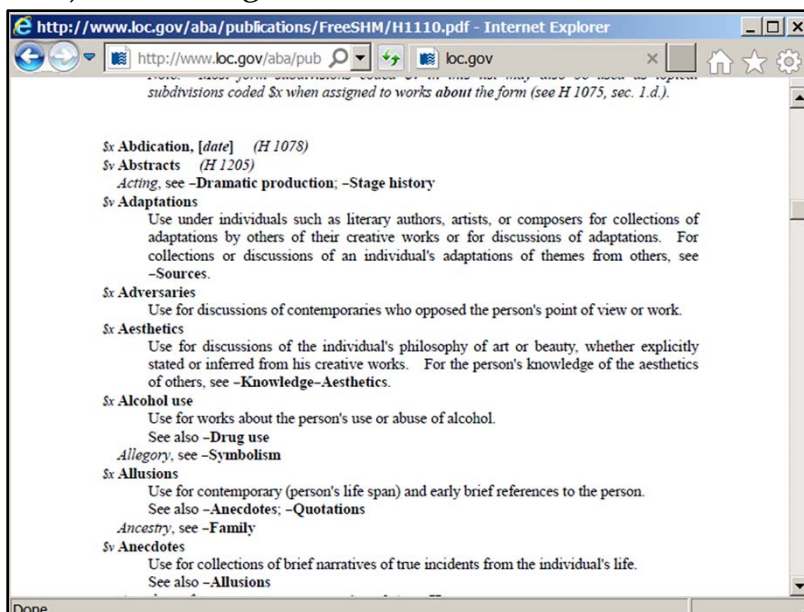 http://www.loc.gov/aba/publications/FreeSHM/H1110.pdf - Internet Explorer
http://www.loc.gov/aba/pub loc.gov
subdivisions coded $x when assigned to works about the form (see H 1075, sec. 1.d.).
$x Abdication, [date] (H 1078)
$v Abstracts (H 1205)
Acting, see –Dramatic production; –Stage history
$v Adaptations
Use under individuals such as literary authors, artists, or composers for collections of
adaptations by others of their creative works or for discussions of adaptations. For
collections or discussions of an individual's adaptations of themes from others, see
–Sources.
$x Adversaries
Use for discussions of contemporaries who opposed the person's point of view or work.
$x Aesthetics
Use for discussions of the individual's philosophy of art or beauty, whether explicitly
stated or inferred from his creative works. For the person's knowledge of the aesthetics
of others, see –Knowledge–Aesthetics.
$x Alcohol use
Use for works about the person's use or abuse of alcohol.
See also –Drug use
Allegory, see –Symbolism
$x Allusions
Use for contemporary (person's life span) and early brief references to the person.
See also –Anecdotes; –Quotations
Ancestry, see –Family
$v Anecdotes
Use for collections of brief narratives of true incidents from the individual's life.
See also –Allusions
Done